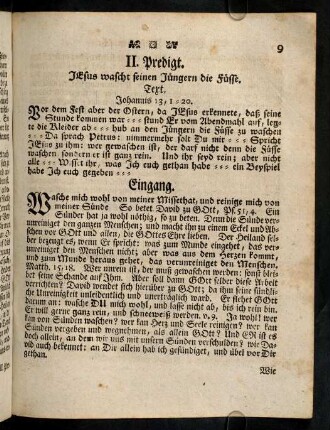 9
II. Predigt.
JEsus wascht seinen Jüngern die Füsse.
Text.
Johannis 13, 1-20.
Vor dem Fest aber der Ostern, da JEsus erkennete, daß seine
Stunde kommen war --- stund Er vom Abendmahl auf, leg-
te die Kleider ab --- hub an den Jüngern die Füsse zu waschen
--- Da sprach Petrus: nimmermehr solt Du mir --- Spricht
JEsus zu ihm: wer gewaschen ist, der darf nicht denn die Füsse
waschen sondern er ist ganz rein. Und ihr seyd rein; aber nicht
alle --- Wisset ihr, was Ich euch gethan habe --- ein Beyspiel
habe Ich euch gegeben ---
Eingang.
Wasche mich wohl von meiner Missethat, und reinige mich von
meiner Sünde So betet David zu GOtt, Ps. 51, 4. Ein
Sünder hat ja wohl nöthig, so zu beten. Denn die Sünde ver-
unreiniget den ganzen Menschen; und macht ihn zu einem Eckel und Ab-
scheu vor GOtt und allen, die GOttes Ehre lieben. Der Heiland selb-
er bezeugt es, wenn Er spricht: was zum Munde eingehet, das ver-
unreiniget den Menschen nicht; aber was aus dem Herzen kommt,
und zum Munde heraus gehet, das verunreiniget den Menschen,
Matth. 15, 18. Wer unrein ist, der muß gewaschen werden: sonst blei-
bet seine Schande auf Jhm. Aber soll dann GOtt selber diese Arbeit
verrichten? David wendet sich hierüber zu GOtt; da ihm seine sündli-
che Unreinigkeit unleidentlich und unerträglich ward. Er flehet GOtt
darum an: wasche DU mich wohl, und lasse nicht ab, bis ich rein bin.
Er will gerne ganz rein, und schneeweiß werden. v. 9. Ja wohl! wer
kan von Sünden waschen? wer kan Herz und Seele reinigen? wer kan
Sünden vergeben und wegnehmen, als allein GOtt? Und ER ist es
doch allein, an dem wir uns mit unsern Sünden verschulden? wie Da-
vid auch bekennet: an Dir allein hab ich gesündiget, und übel vor Dir
gethan.
Wie